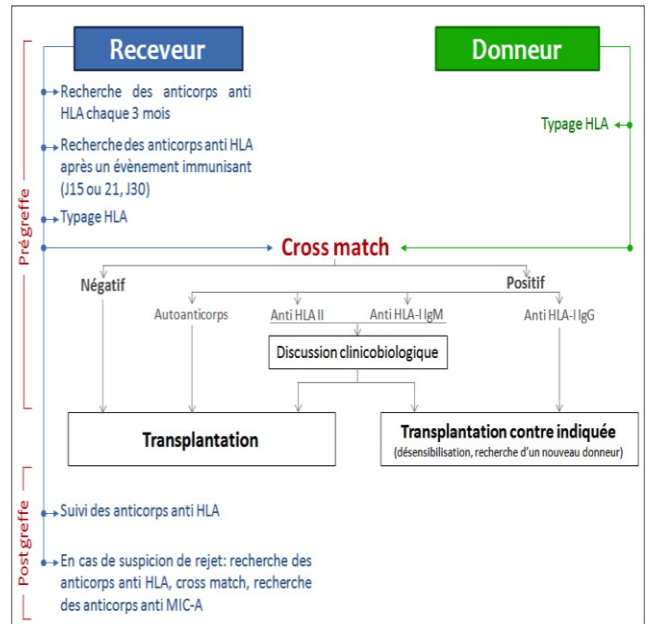 Receveur
Donneur
Prégreffe
Recherche des anticorps anti
HLA chaque 3 mois
Typage HLA
Recherche des anticorps anti HLA
après un évènement immunisant
(J15 ou 21, J30)
Typage HLA
Cross match
Négatif
Positif
Autoanticorps
Anti HLA II
Anti HLA-I IgM
Anti HLA-I IgG
Discussion clinicobiologique
Transplantation
Transplantation contre indiquée
(désensibilisation, recherche d'un nouveau donneur)
Post greffe
Suivi des anticorps anti HLA
En cas de suspicion de rejet: recherche des
anticorps anti HLA, cross match, recherche
des anticorps anti MIC-A